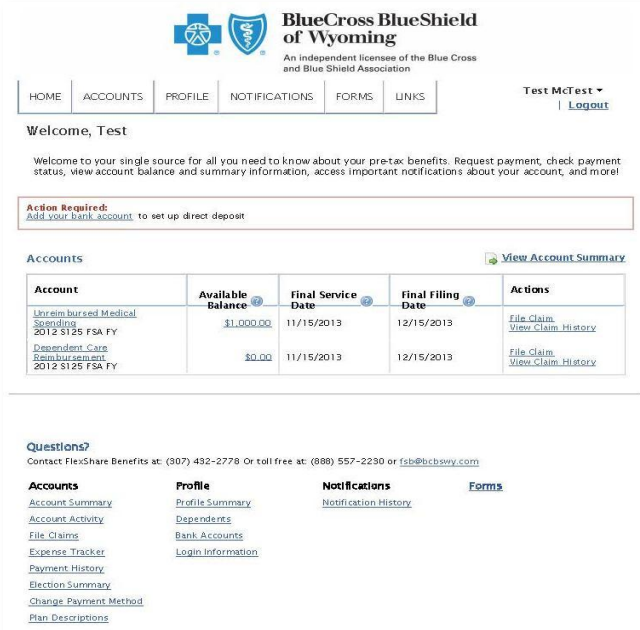 BlueCross BlueShield
of Wyoming
An independent licensee of the Blue Cross
and Blue Shield Association
HOME ACCOUNTS PROFILE NOTIFICATIONS FORMS LINKS
Test McTest
| Logout
Welcome, Test
Welcome to your single source for all you need to know about your pre-tax benefits. Request payment, check payment
status, view account balance and summary information, access important notifications about your account, and more!
Action Required:
Add your bank account to set up direct deposit
Accounts
View Account Summary
Account Available Balance Final Service Date Final Filing Date Actions
Unreimbursed Medical
Spending
2012 S125 FSA FY
$1,000.00 11/15/2013 12/15/2013
File Claim
View Claim History
Dependent Care
Reimbursement
2012 S125 FSA FY
$0.00 11/15/2013 12/15/2013
File Claim
View Claim History
Questions?
Contact FlexShare Benefits at: (307) 432-2778 Or toll free at: (888) 557-2230 or fsb@bcbswy.com
Accounts
Account Summary
Account Activity
File Claims
Expense Tracker
Payment History
Election Summary
Change Payment Method
Plan Descriptions
Profile
Profile Summary
Dependents
Bank Accounts
Login Information
Notifications
Notification History
Forms